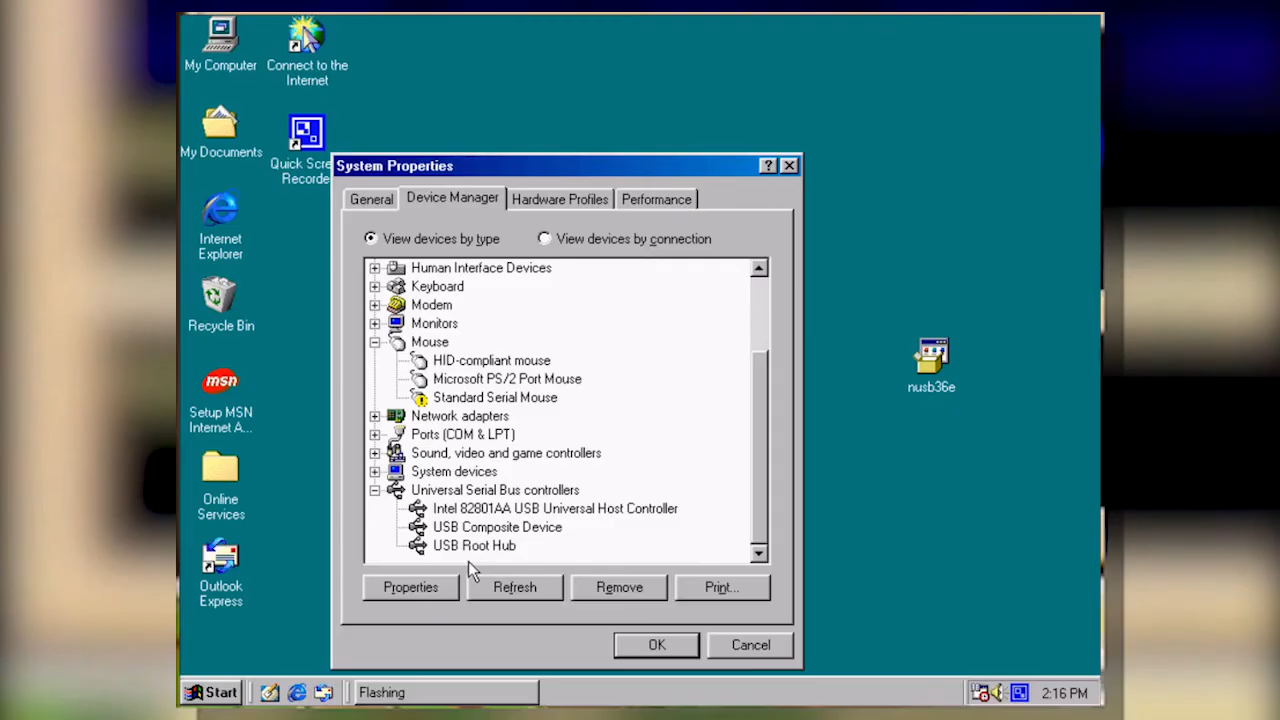 My Computer
Connect to the
Internet
My Documents
Quick Scre
Recorde
Internet
Explorer
Recycle Bin
msn
Setup MSN
Internet A...
Online
Services
Outlook
Express
System Properties
General
Device Manager
Hardware Profiles
Performance
View devices by type
View devices by connection
Human Interface Devices
Keyboard
Modem
Monitors
Mouse
HID-compliant mouse
Microsoft PS/2 Port Mouse
Standard Serial Mouse
Network adapters
Ports (COM & LPT)
Sound, video and game controllers
System devices
Universal Serial Bus controllers
Intel 82801AA USB Universal Host Controller
USB Composite Device
USB Root Hub
Properties
Refresh
Remove
Print...
OK
Cancel
nusb36e
Start
Flashing
2:16 PM